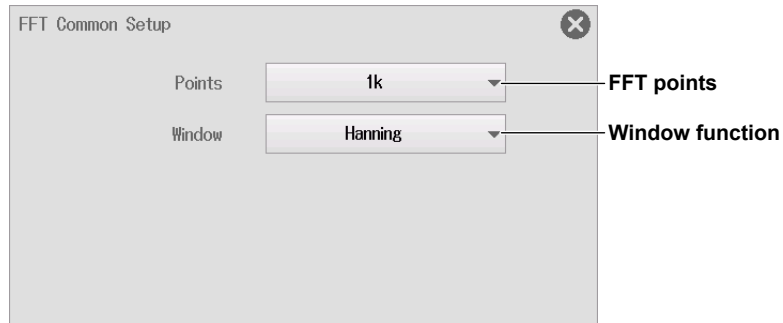 FFT Common Setup
Points 1k FFT points
Window Hanning Window function